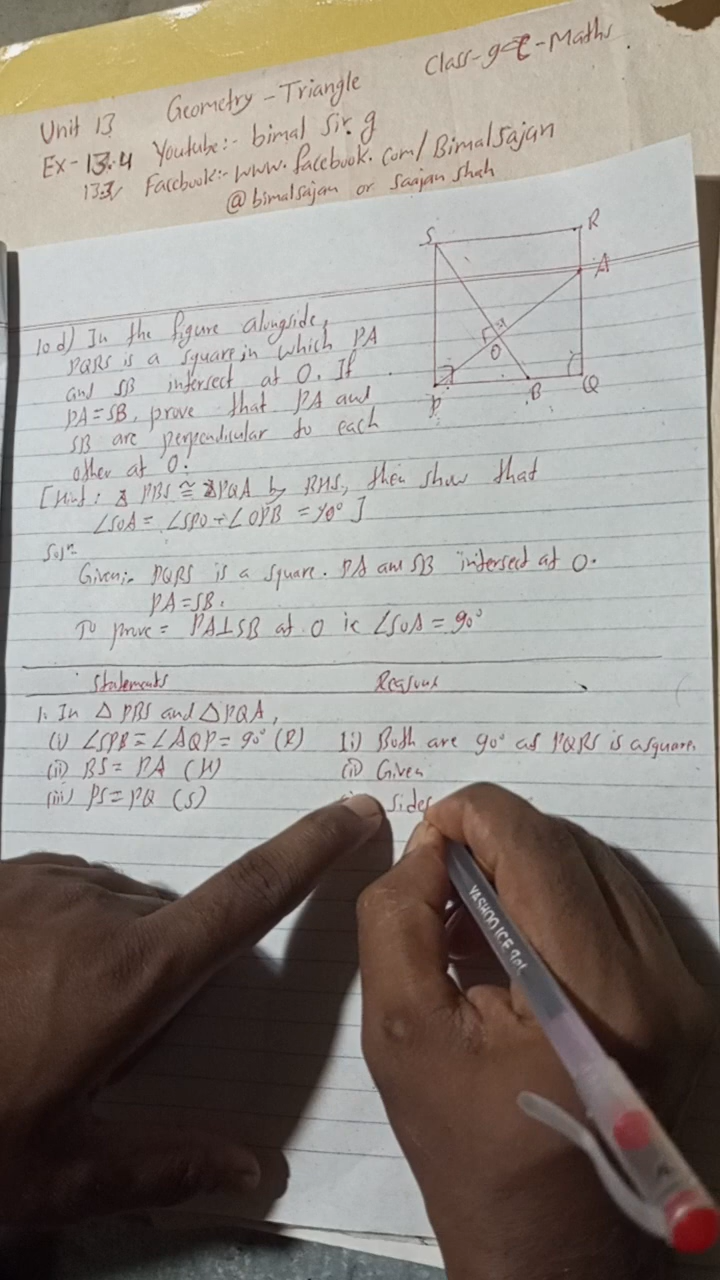 Unit 13 Geometry - Triangle Class-9 - Maths
Ex- 13.4 Youtube:- bimal sir g
13.3 Facebook:- www.facebook.com/Bimalsajan
@bimalsajan or Saajan Shah
S R
A
O
P B Q
10 d) In the figure alongside,
PQRS is a square in which PA
and SB intersect at O. If
PA = SB, prove that PA and
SB are perpendicular to each
other at O.
[Hint: Δ PBS ≅ ΔPQA by RHS, then show that
∠SOA = ∠SPO + ∠OPB = 90° ]
Solⁿ
Given:- PQRS is a square. PA and SB intersect at O.
PA = SB.
To prove = PA⊥SB at O ie ∠SOA = 90°
Statements Reasons
1. In Δ PBS and Δ PQA,
(i) ∠SPB = ∠AQP = 90° (R) 1i) Both are 90° as PQRS is a square.
(ii) BS = PA (H) (ii) Given
(iii) PS = PQ (S) sides
YASHOO ICE Gel